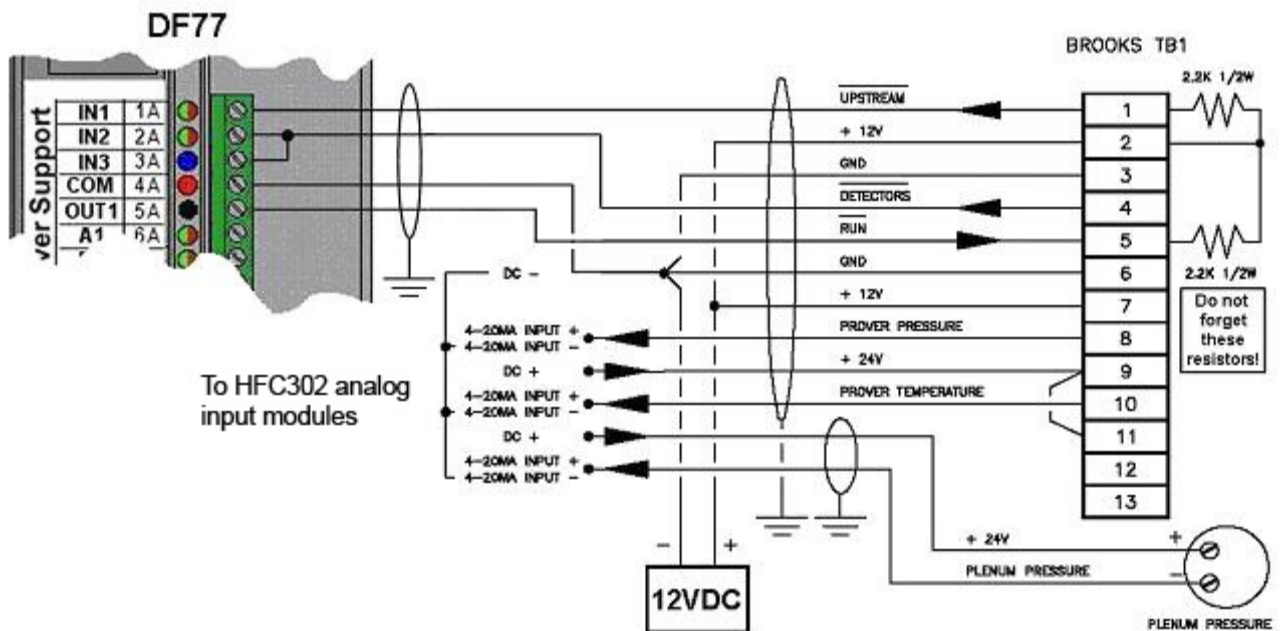 DF77
BROOKS TB1
ver Support
IN1 1A
IN2 2A
IN3 3A
COM 4A
OUT1 5A
A1 6A
To HFC302 analog
input modules
DC -
4-20MA INPUT +
4-20MA INPUT -
DC +
4-20MA INPUT +
4-20MA INPUT -
DC +
4-20MA INPUT +
4-20MA INPUT -
UPSTREAM
+ 12V
GND
DETECTORS
RUN
GND
+ 12V
PROVER PRESSURE
+ 24V
PROVER TEMPERATURE
1
2
3
4
5
6
7
8
9
10
11
12
13
2.2K 1/2W
2.2K 1/2W
Do not
forget
these
resistors!
- +
12VDC
+ 24V
PLENUM PRESSURE
+
-
PLENUM PRESSURE